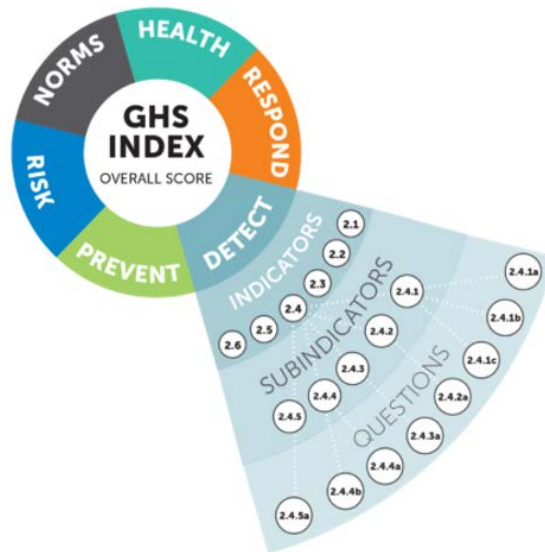 HEALTH
NORMS
RESPOND
GHS
INDEX
OVERALL SCORE
RISK
DETECT
PREVENT
INDICATORS
2.1
2.2
2.3
2.4
2.5
2.6
SUBINDICATORS
2.4.1
2.4.2
2.4.3
2.4.4
2.4.5
QUESTIONS
2.4.1a
2.4.1b
2.4.1c
2.4.2a
2.4.3a
2.4.4a
2.4.4b
2.4.5a